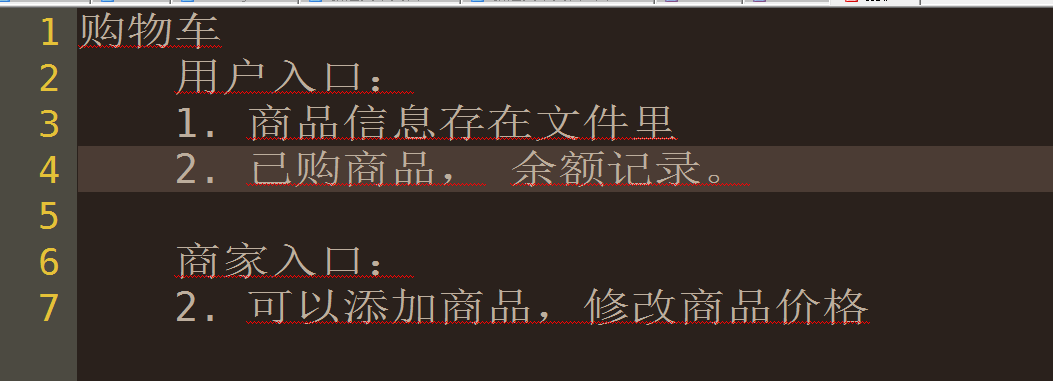 1 购物车
2 用户入口：
3 1. 商品信息存在文件里
4 2. 已购商品， 余额记录。
5
6 商家入口：
7 2. 可以添加商品，修改商品价格